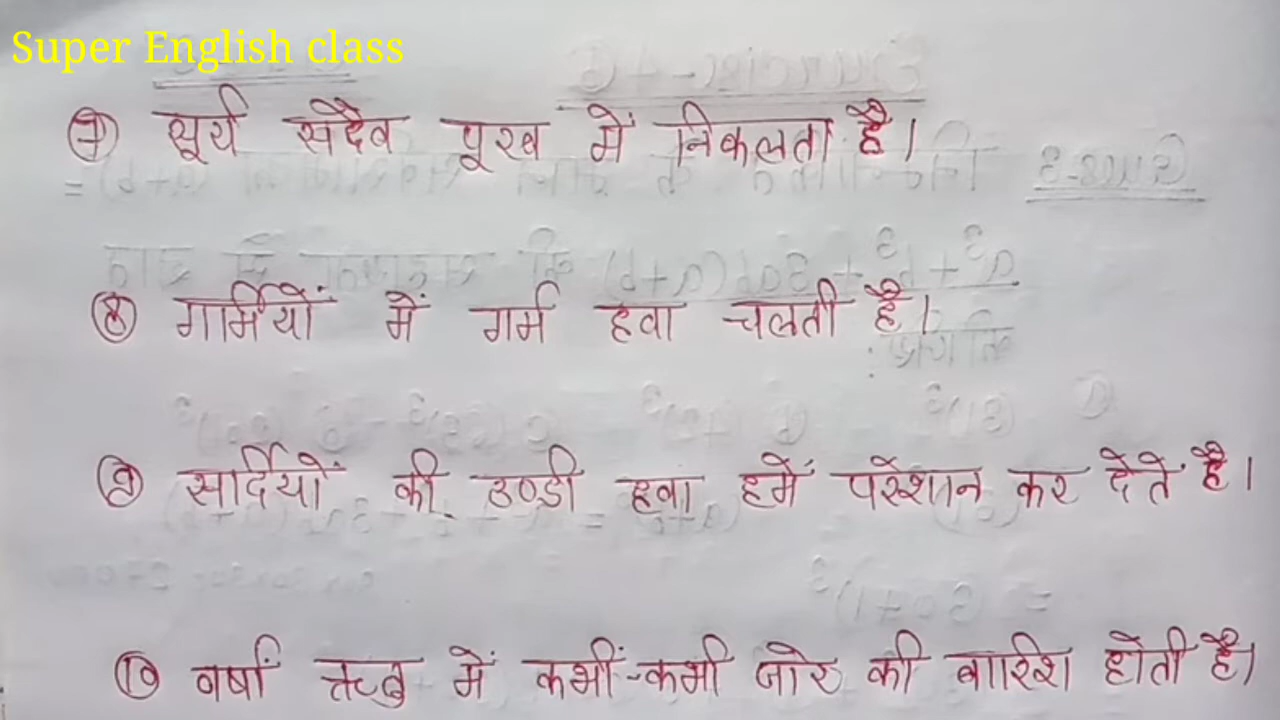 Super English class
⑦ सूर्य सदैव पूरब में निकलता है।
⑧ गर्मियों में गर्म हवा चलती है।
⑨ सार्दियों की ठण्डी हवा हमें परेशान कर देते है।
⑩ वर्षा ऋतु में कभी-कभी जोर की बारिश होती है।